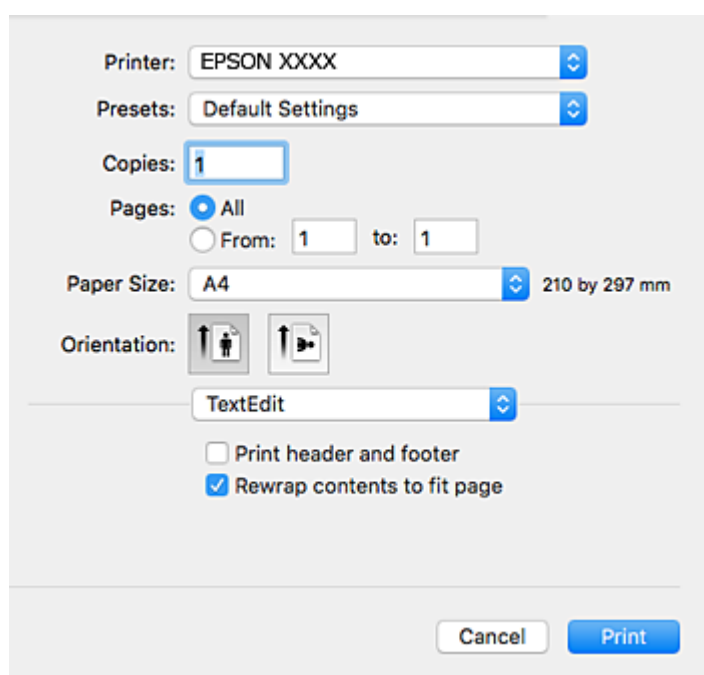 Printer: EPSON XXXX
Presets: Default Settings
Copies: 1
Pages: All
From: 1 to: 1
Paper Size: A4 210 by 297 mm
Orientation:
TextEdit
Print header and footer
Rewrap contents to fit page
Cancel Print